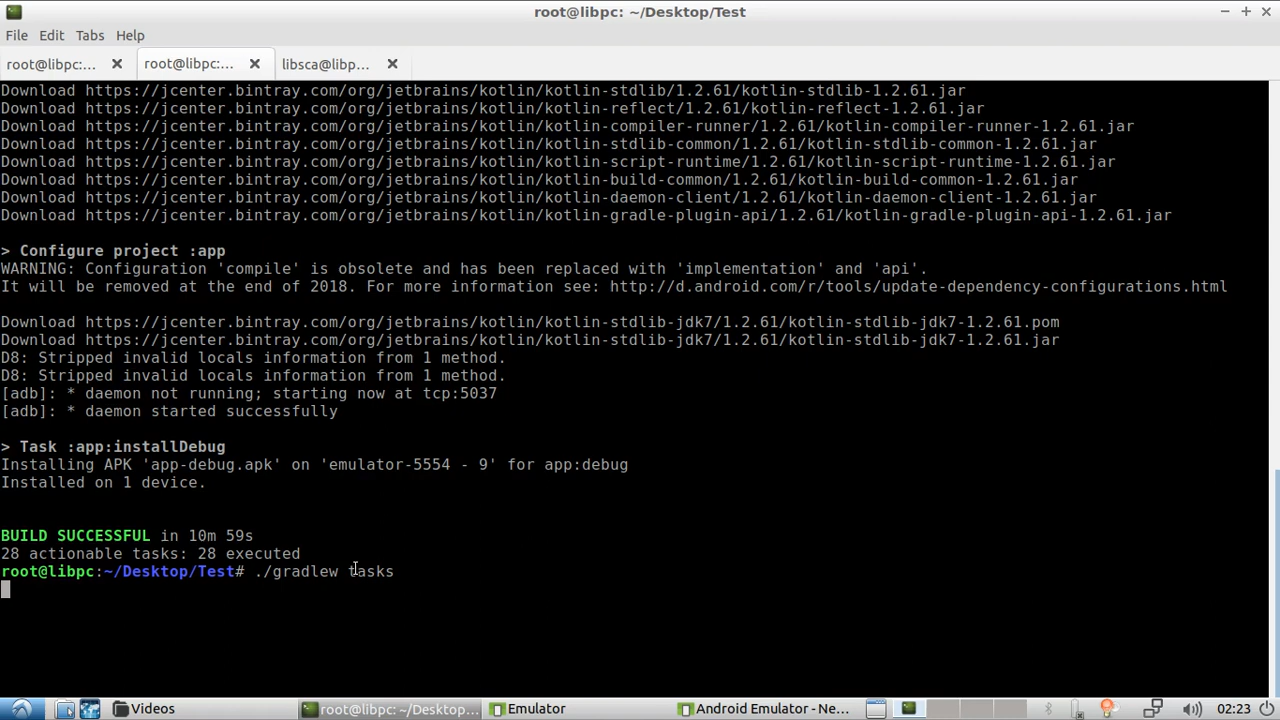 root@libpc: ~/Desktop/Test
File Edit Tabs Help
root@libpc:... root@libpc:... libsca@libp...
Download https://jcenter.bintray.com/org/jetbrains/kotlin/kotlin-stdlib/1.2.61/kotlin-stdlib-1.2.61.jar
Download https://jcenter.bintray.com/org/jetbrains/kotlin/kotlin-reflect/1.2.61/kotlin-reflect-1.2.61.jar
Download https://jcenter.bintray.com/org/jetbrains/kotlin/kotlin-compiler-runner/1.2.61/kotlin-compiler-runner-1.2.61.jar
Download https://jcenter.bintray.com/org/jetbrains/kotlin/kotlin-stdlib-common/1.2.61/kotlin-stdlib-common-1.2.61.jar
Download https://jcenter.bintray.com/org/jetbrains/kotlin/kotlin-script-runtime/1.2.61/kotlin-script-runtime-1.2.61.jar
Download https://jcenter.bintray.com/org/jetbrains/kotlin/kotlin-build-common/1.2.61/kotlin-build-common-1.2.61.jar
Download https://jcenter.bintray.com/org/jetbrains/kotlin/kotlin-daemon-client/1.2.61/kotlin-daemon-client-1.2.61.jar
Download https://jcenter.bintray.com/org/jetbrains/kotlin/kotlin-gradle-plugin-api/1.2.61/kotlin-gradle-plugin-api-1.2.61.jar
> Configure project :app
WARNING: Configuration 'compile' is obsolete and has been replaced with 'implementation' and 'api'.
It will be removed at the end of 2018. For more information see: http://d.android.com/r/tools/update-dependency-configurations.html
Download https://jcenter.bintray.com/org/jetbrains/kotlin/kotlin-stdlib-jdk7/1.2.61/kotlin-stdlib-jdk7-1.2.61.pom
Download https://jcenter.bintray.com/org/jetbrains/kotlin/kotlin-stdlib-jdk7/1.2.61/kotlin-stdlib-jdk7-1.2.61.jar
D8: Stripped invalid locals information from 1 method.
D8: Stripped invalid locals information from 1 method.
[adb]: * daemon not running; starting now at tcp:5037
[adb]: * daemon started successfully
> Task :app:installDebug
Installing APK 'app-debug.apk' on 'emulator-5554 - 9' for app:debug
Installed on 1 device.
BUILD SUCCESSFUL in 10m 59s
28 actionable tasks: 28 executed
root@libpc:~/Desktop/Test# ./gradlew tasks
Videos root@libpc: ~/Desktop... Emulator Android Emulator - Ne... 02:23